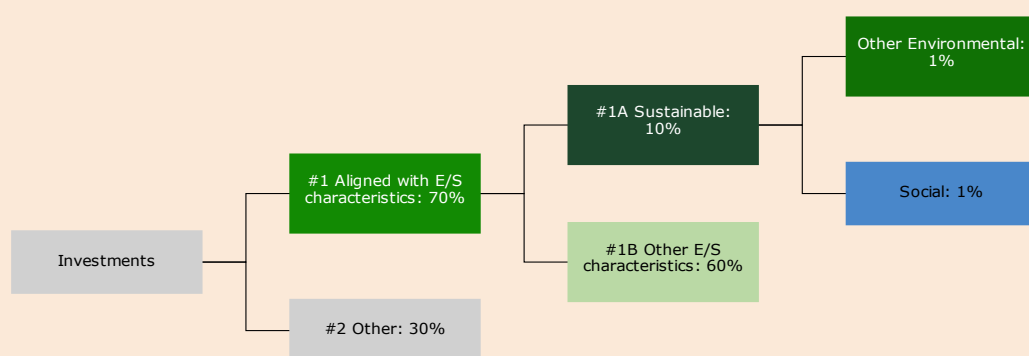 Other Environmental:
1%
#1A Sustainable:
10%
#1 Aligned with E/S
characteristics: 70%
Social: 1%
Investments
#1B Other E/S
characteristics: 60%
#2 Other: 30%